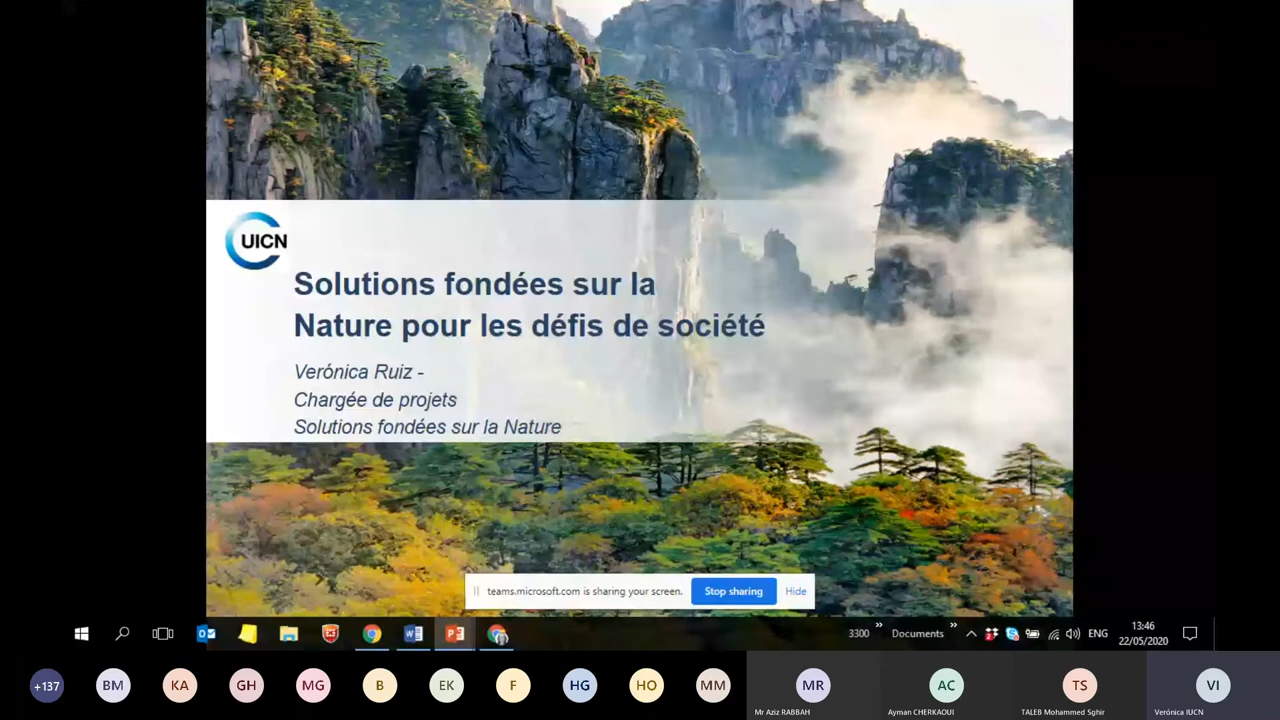 UICN
Solutions fondées sur la
Nature pour les défis de société
Verónica Ruiz -
Chargée de projets
Solutions fondées sur la Nature
teams.microsoft.com is sharing your screen.
Stop sharing
Hide
3300
Documents
ENG
13:46
22/05/2020
+137
BM
KA
GH
MG
B
EK
F
HG
HO
MM
MR
AC
TS
VI
Mr Aziz RABBAH
Ayman CHERKAOUI
TALEB Mohammed Sghir
Verónica IUCN